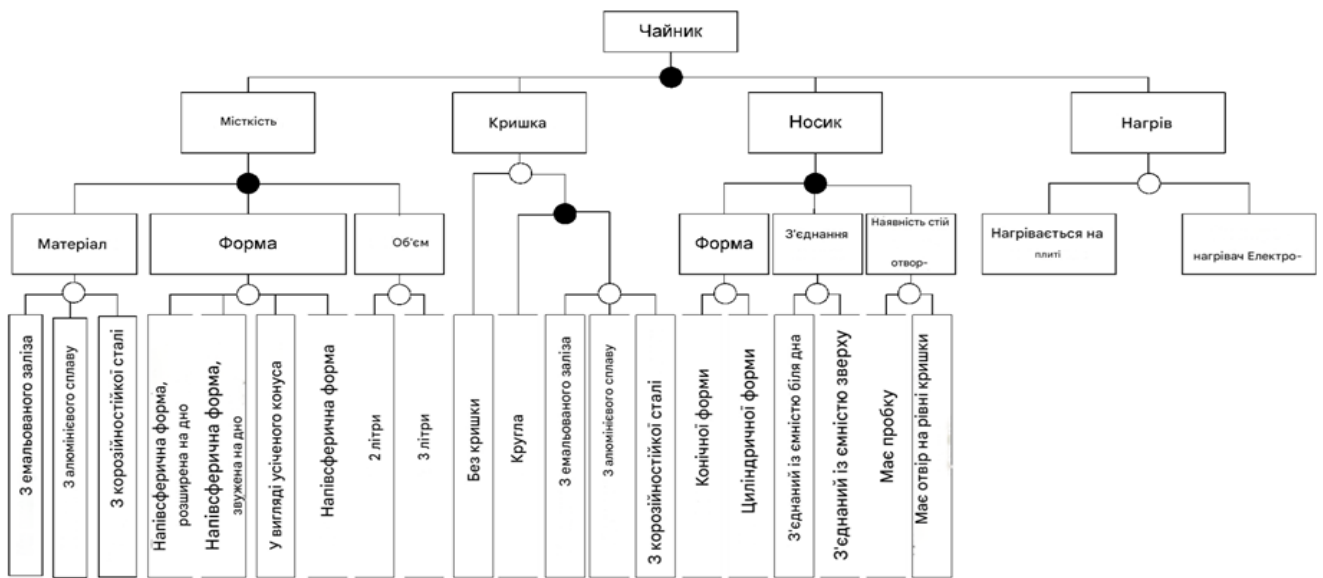 Чайник
Місткість
Кришка
Носик
Нагрів
Матеріал
Форма
Об'єм
Форма
З'єднання
Наявність стій
отвор-
Нагрівається на
плиті
нагрівач Електро-
З емальованого заліза
З алюмінієвого сплаву
З корозійностійкої сталі
Напівсферична форма,
розширена на дно
Напівсферична форма,
звужена на дно
У вигляді усіченого конуса
Напівсферична форма
2 літри
3 літри
Без кришки
Кругла
З емальованого заліза
З алюмінієвого сплаву
З корозійностійкої сталі
Конічної форми
Циліндричної форми
З'єднаний із ємністю біля дна
З'єднаний із ємністю зверху
Має пробку
Має отвір на рівні кришки